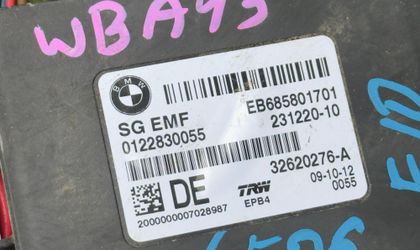 WBA93
BMW
SG EMF
0122830055
EB685801701
231220-10
32620276-A
DE
TRW
EPB4
09-10-12
0055
2000000007028987